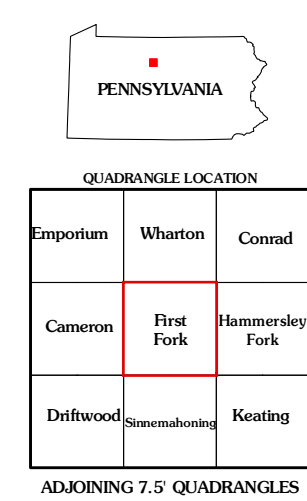 PENNSYLVANIA
QUADRANGLE LOCATION
Emporium
Wharton
Conrad
Cameron
First
Fork
Hammersley
Fork
Driftwood
Sinnemahoning
Keating
ADJOINING 7.5' QUADRANGLES